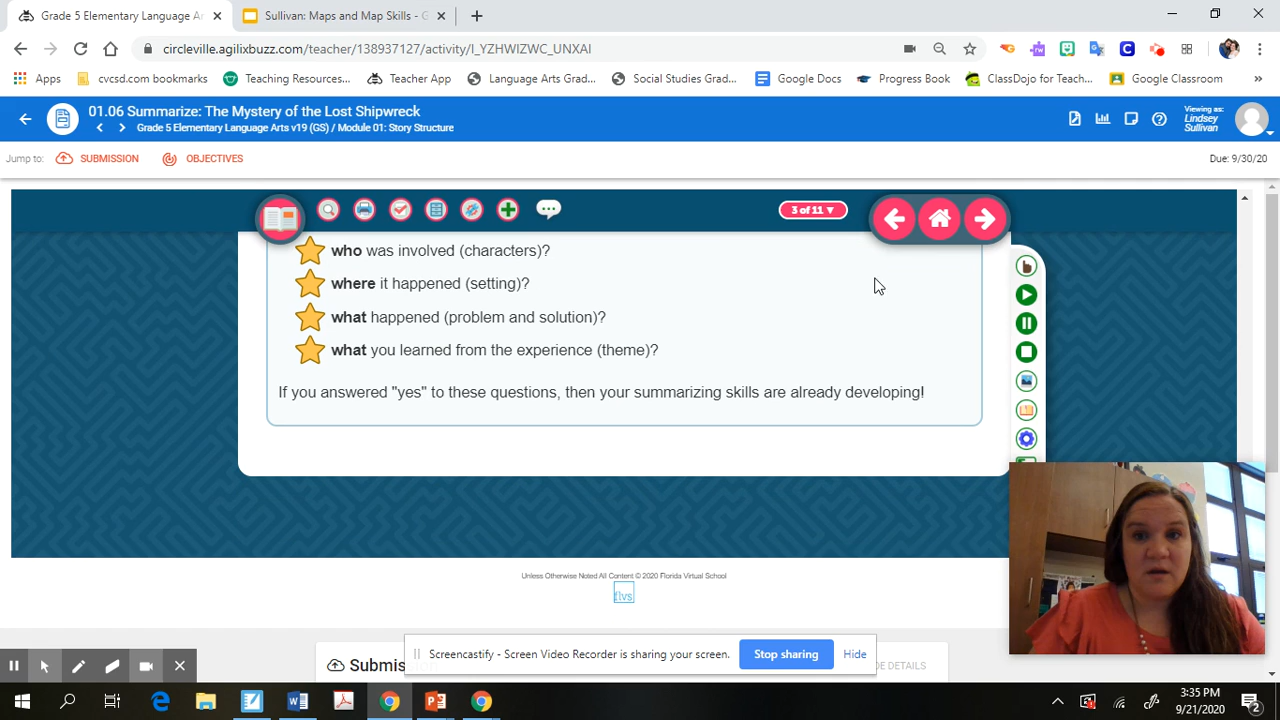 Grade 5 Elementary Language Ar
Sullivan: Maps and Map Skills - G
circleville.agilixbuzz.com/teacher/138937127/activity/I_YZHWIZWC_UNXAI
Apps
cvcsd.com bookmarks
Teaching Resources...
Teacher App
Language Arts Grad...
Social Studies Grad...
Google Docs
Progress Book
ClassDojo for Teach...
Google Classroom
»
01.06 Summarize: The Mystery of the Lost Shipwreck
Grade 5 Elementary Language Arts v19 (GS) / Module 01: Story Structure
Viewing as:
Lindsey
Sullivan
Jump to: SUBMISSION OBJECTIVES
Due: 9/30/20
3 of 11 ▼
who was involved (characters)?
where it happened (setting)?
what happened (problem and solution)?
what you learned from the experience (theme)?
If you answered "yes" to these questions, then your summarizing skills are already developing!
Unless Otherwise Noted All Content © 2020 Florida Virtual School
flvs
Submiss
DE DETAILS
Screencastify - Screen Video Recorder is sharing your screen. Stop sharing Hide
3:35 PM
9/21/2020
2